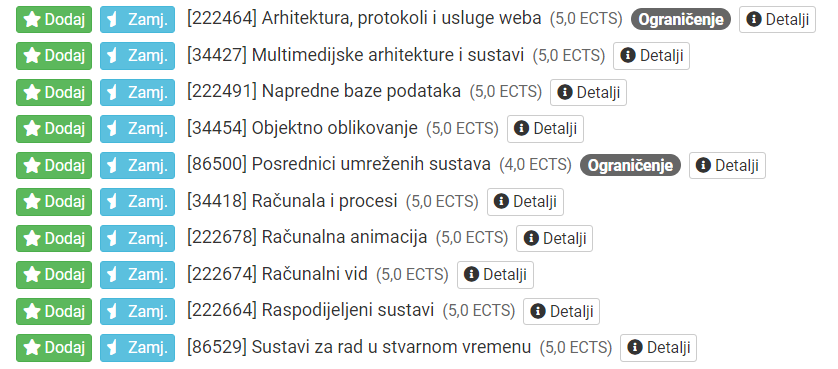 Dodaj Zamj. [222464] Arhitektura, protokoli i usluge weba (5,0 ECTS) Ograničenje Detalji
Dodaj Zamj. [34427] Multimedijske arhitekture i sustavi (5,0 ECTS) Detalji
Dodaj Zamj. [222491] Napredne baze podataka (5,0 ECTS) Detalji
Dodaj Zamj. [34454] Objektno oblikovanje (5,0 ECTS) Detalji
Dodaj Zamj. [86500] Posrednici umreženih sustava (4,0 ECTS) Ograničenje Detalji
Dodaj Zamj. [34418] Računala i procesi (5,0 ECTS) Detalji
Dodaj Zamj. [222678] Računalna animacija (5,0 ECTS) Detalji
Dodaj Zamj. [222674] Računalni vid (5,0 ECTS) Detalji
Dodaj Zamj. [222664] Raspodijeljeni sustavi (5,0 ECTS) Detalji
Dodaj Zamj. [86529] Sustavi za rad u stvarnom vremenu (5,0 ECTS) Detalji